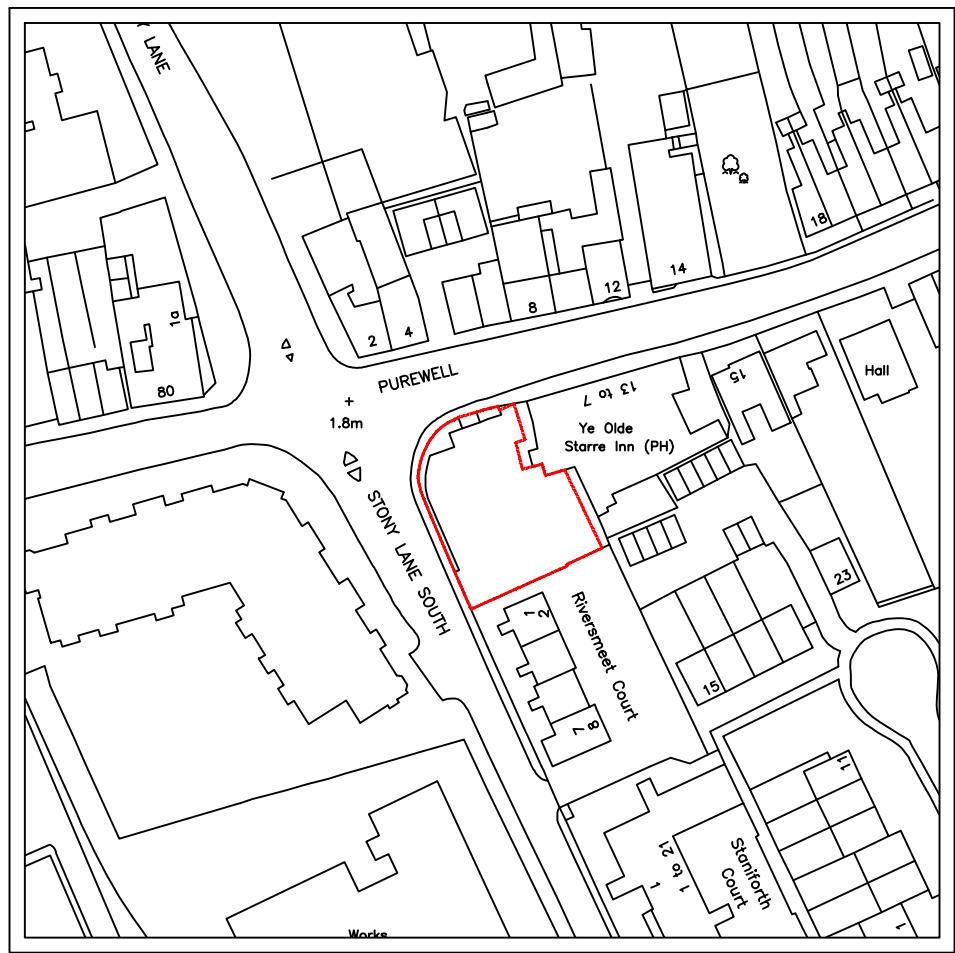 LANE
18
14
12
8
4
2
1a
80
PUREWELL
1.8m
13 to 7
15
Hall
Ye Olde
Starre Inn (PH)
STONY LANE SOUTH
23
1
2
Riversmeet Court
15
7
8
11
1 to 21
1
Staniforth
Court
1
Works